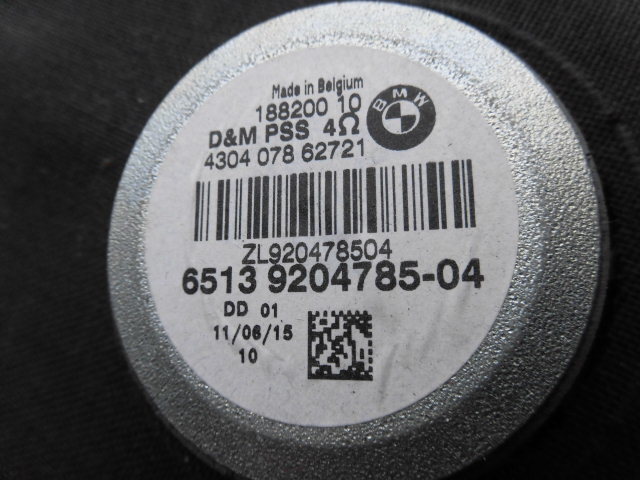 Made in Belgium
188200 10
BMW
D&M PSS 4Ω
4304 078 62721
ZL920478504
6513 9204785-04
DD 01
11/06/15
10